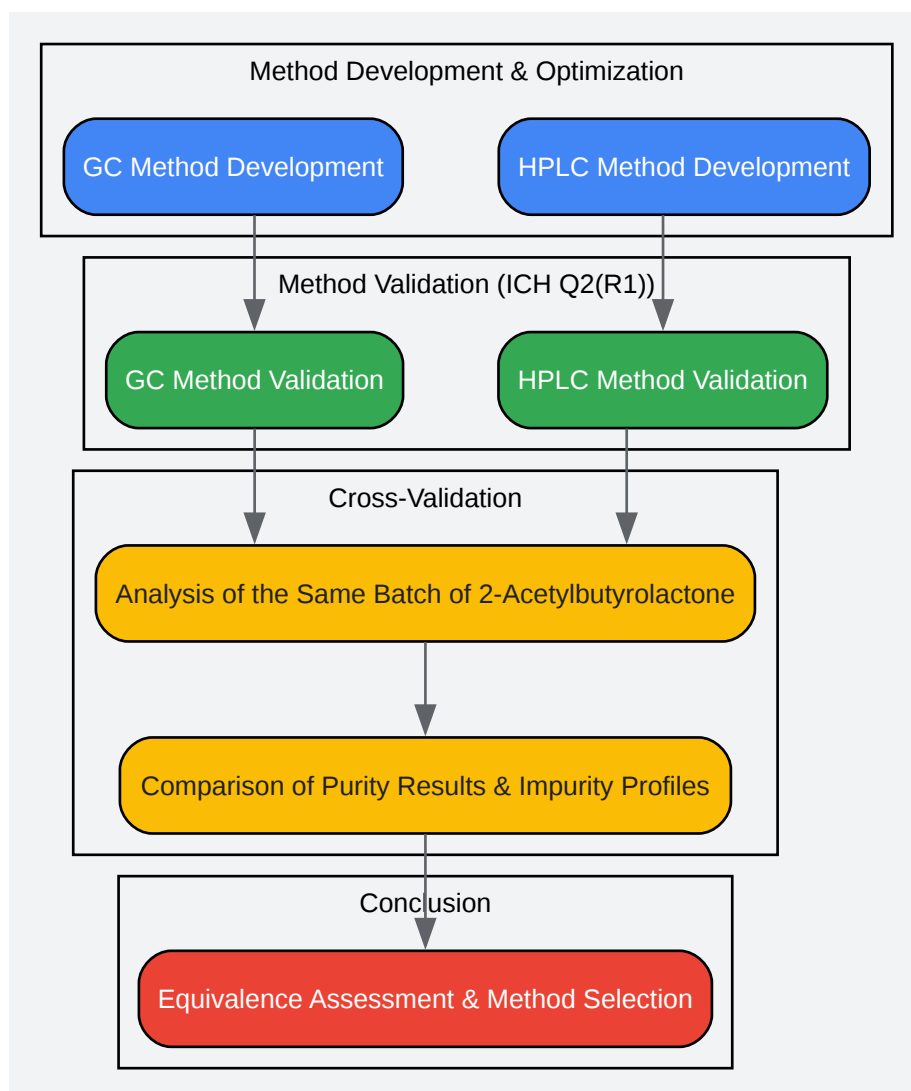 Method Development & Optimization
GC Method Development
HPLC Method Development
Method Validation (ICH Q2(R1))
GC Method Validation
HPLC Method Validation
Cross-Validation
Analysis of the Same Batch of 2-Acetylbutyrolactone
Comparison of Purity Results & Impurity Profiles
Conclusion
Equivalence Assessment & Method Selection